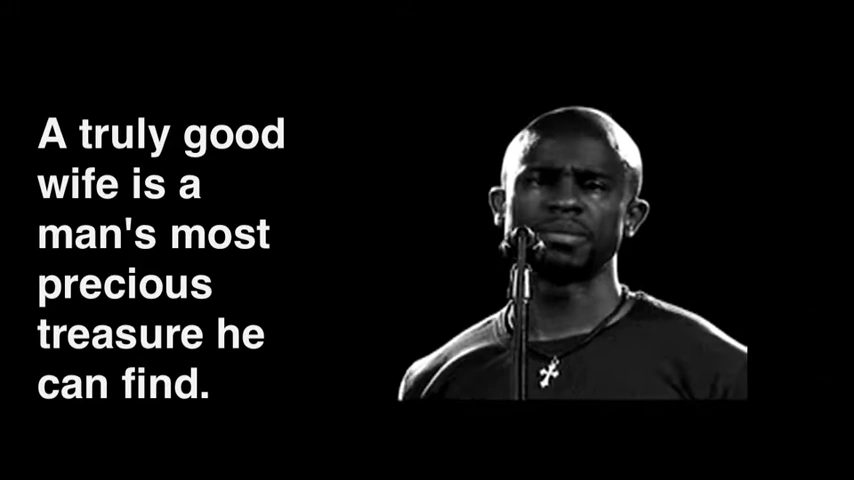 A truly good
wife is a
man's most
precious
treasure he
can find.